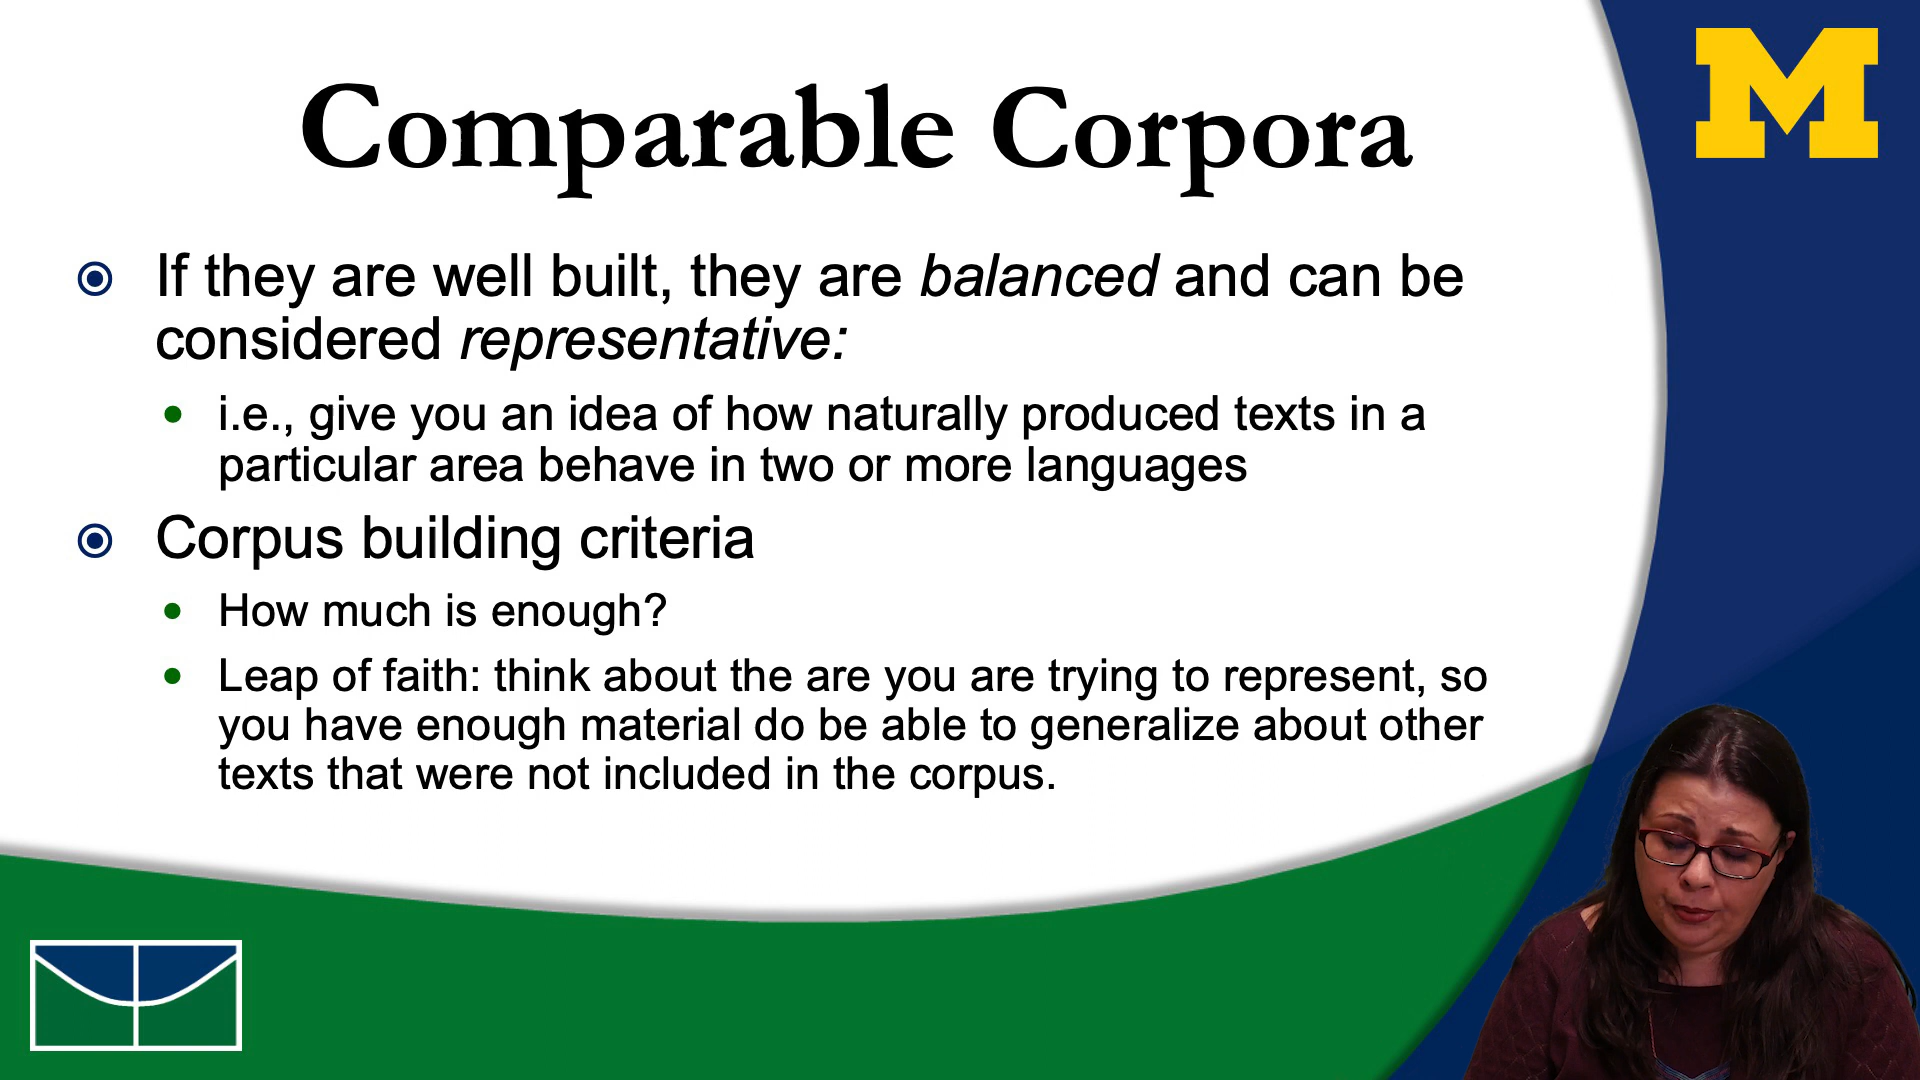 M
Comparable Corpora
If they are well built, they are balanced and can be
considered representative:
i.e., give you an idea of how naturally produced texts in a
particular area behave in two or more languages
Corpus building criteria
How much is enough?
Leap of faith: think about the are you are trying to represent, so
you have enough material do be able to generalize about other
texts that were not included in the corpus.